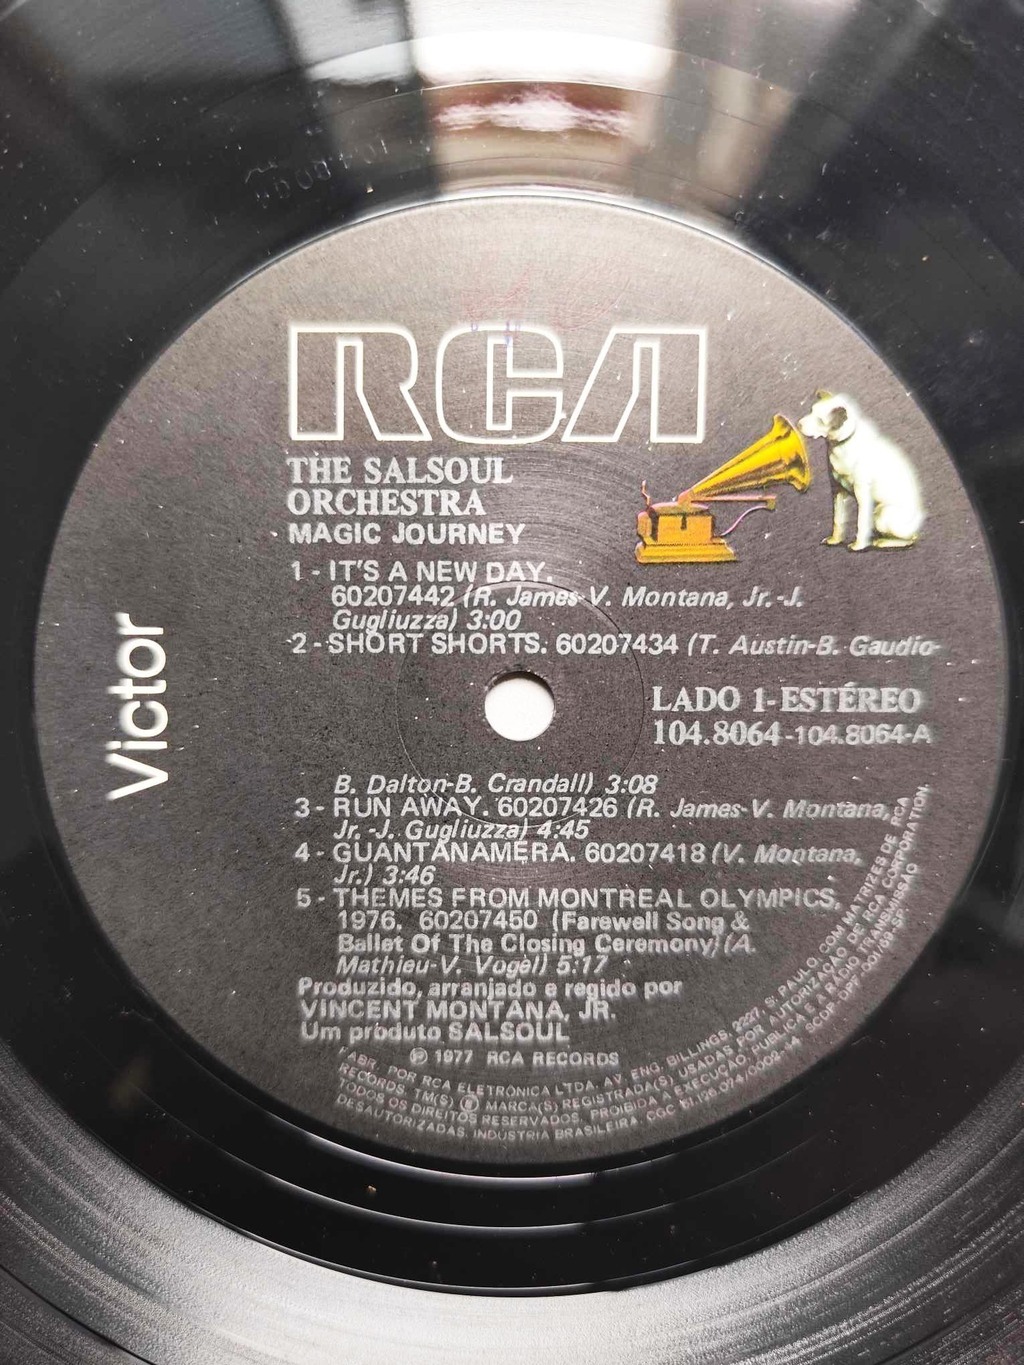 RCA
THE SALSOUL
ORCHESTRA
MAGIC JOURNEY
1 - IT'S A NEW DAY.
60207442 (R. James-V. Montana, Jr.-J.
Gugliuzza) 3:00
2 - SHORT SHORTS. 60207434 (T. Austin-B. Gaudio-
LADO 1-ESTÉREO
104.8064-104.8064-A
Victor
B. Dalton-B. Crandall) 3:08
3 - RUN AWAY. 60207426 (R. James-V. Montana,
Jr. -J. Gugliuzza) 4:45
4 - GUANTANAMERA. 60207418 (V. Montana,
Jr.) 3:46
5 - THEMES FROM MONTREAL OLYMPICS,
1976. 60207450 (Farewell Song &
Ballet Of The Closing Ceremony) (A.
Mathieu-V. Vogel) 5:17
Produzido, arranjado e regido por
VINCENT MONTANA, JR.
Um produto SALSOUL
℗ 1977 RCA RECORDS
FABR. POR RCA ELETRÔNICA LTDA. AV. ENG. BILLINGS, 2227, S. PAULO, COM MATRIZES DE RCA
RECORDS. TM(S) ® MARCA(S) REGISTRADA(S) USADAS POR AUTORIZAÇÃO DE RCA CORPORATION.
TODOS OS DIREITOS RESERVADOS. PROIBIDA A EXECUÇÃO PÚBLICA E A RÁDIO TRANSMISSÃO
DESAUTORIZADAS. INDÚSTRIA BRASILEIRA. CGC